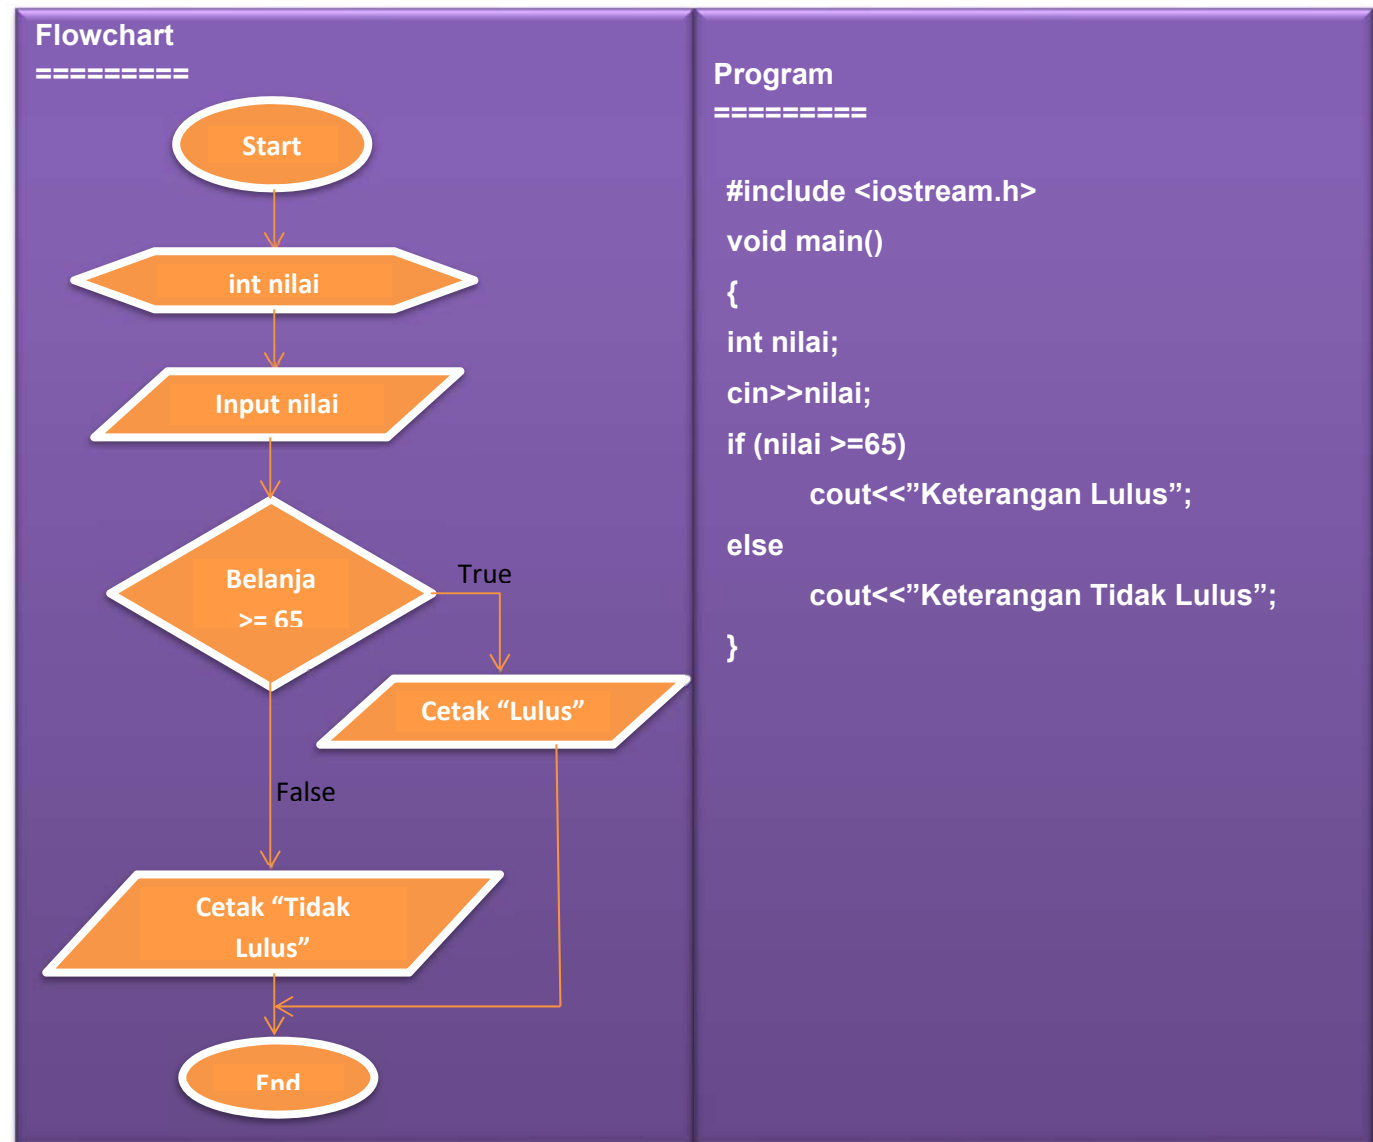 Flowchart
=========
Start
int nilai
Input nilai
Belanja
>= 65
True
Cetak “Lulus”
False
Cetak “Tidak
Lulus”
End
Program
=========
#include <iostream.h>
void main()
{
int nilai;
cin>>nilai;
if (nilai >=65)
cout<<”Keterangan Lulus”;
else
cout<<”Keterangan Tidak Lulus”;
}